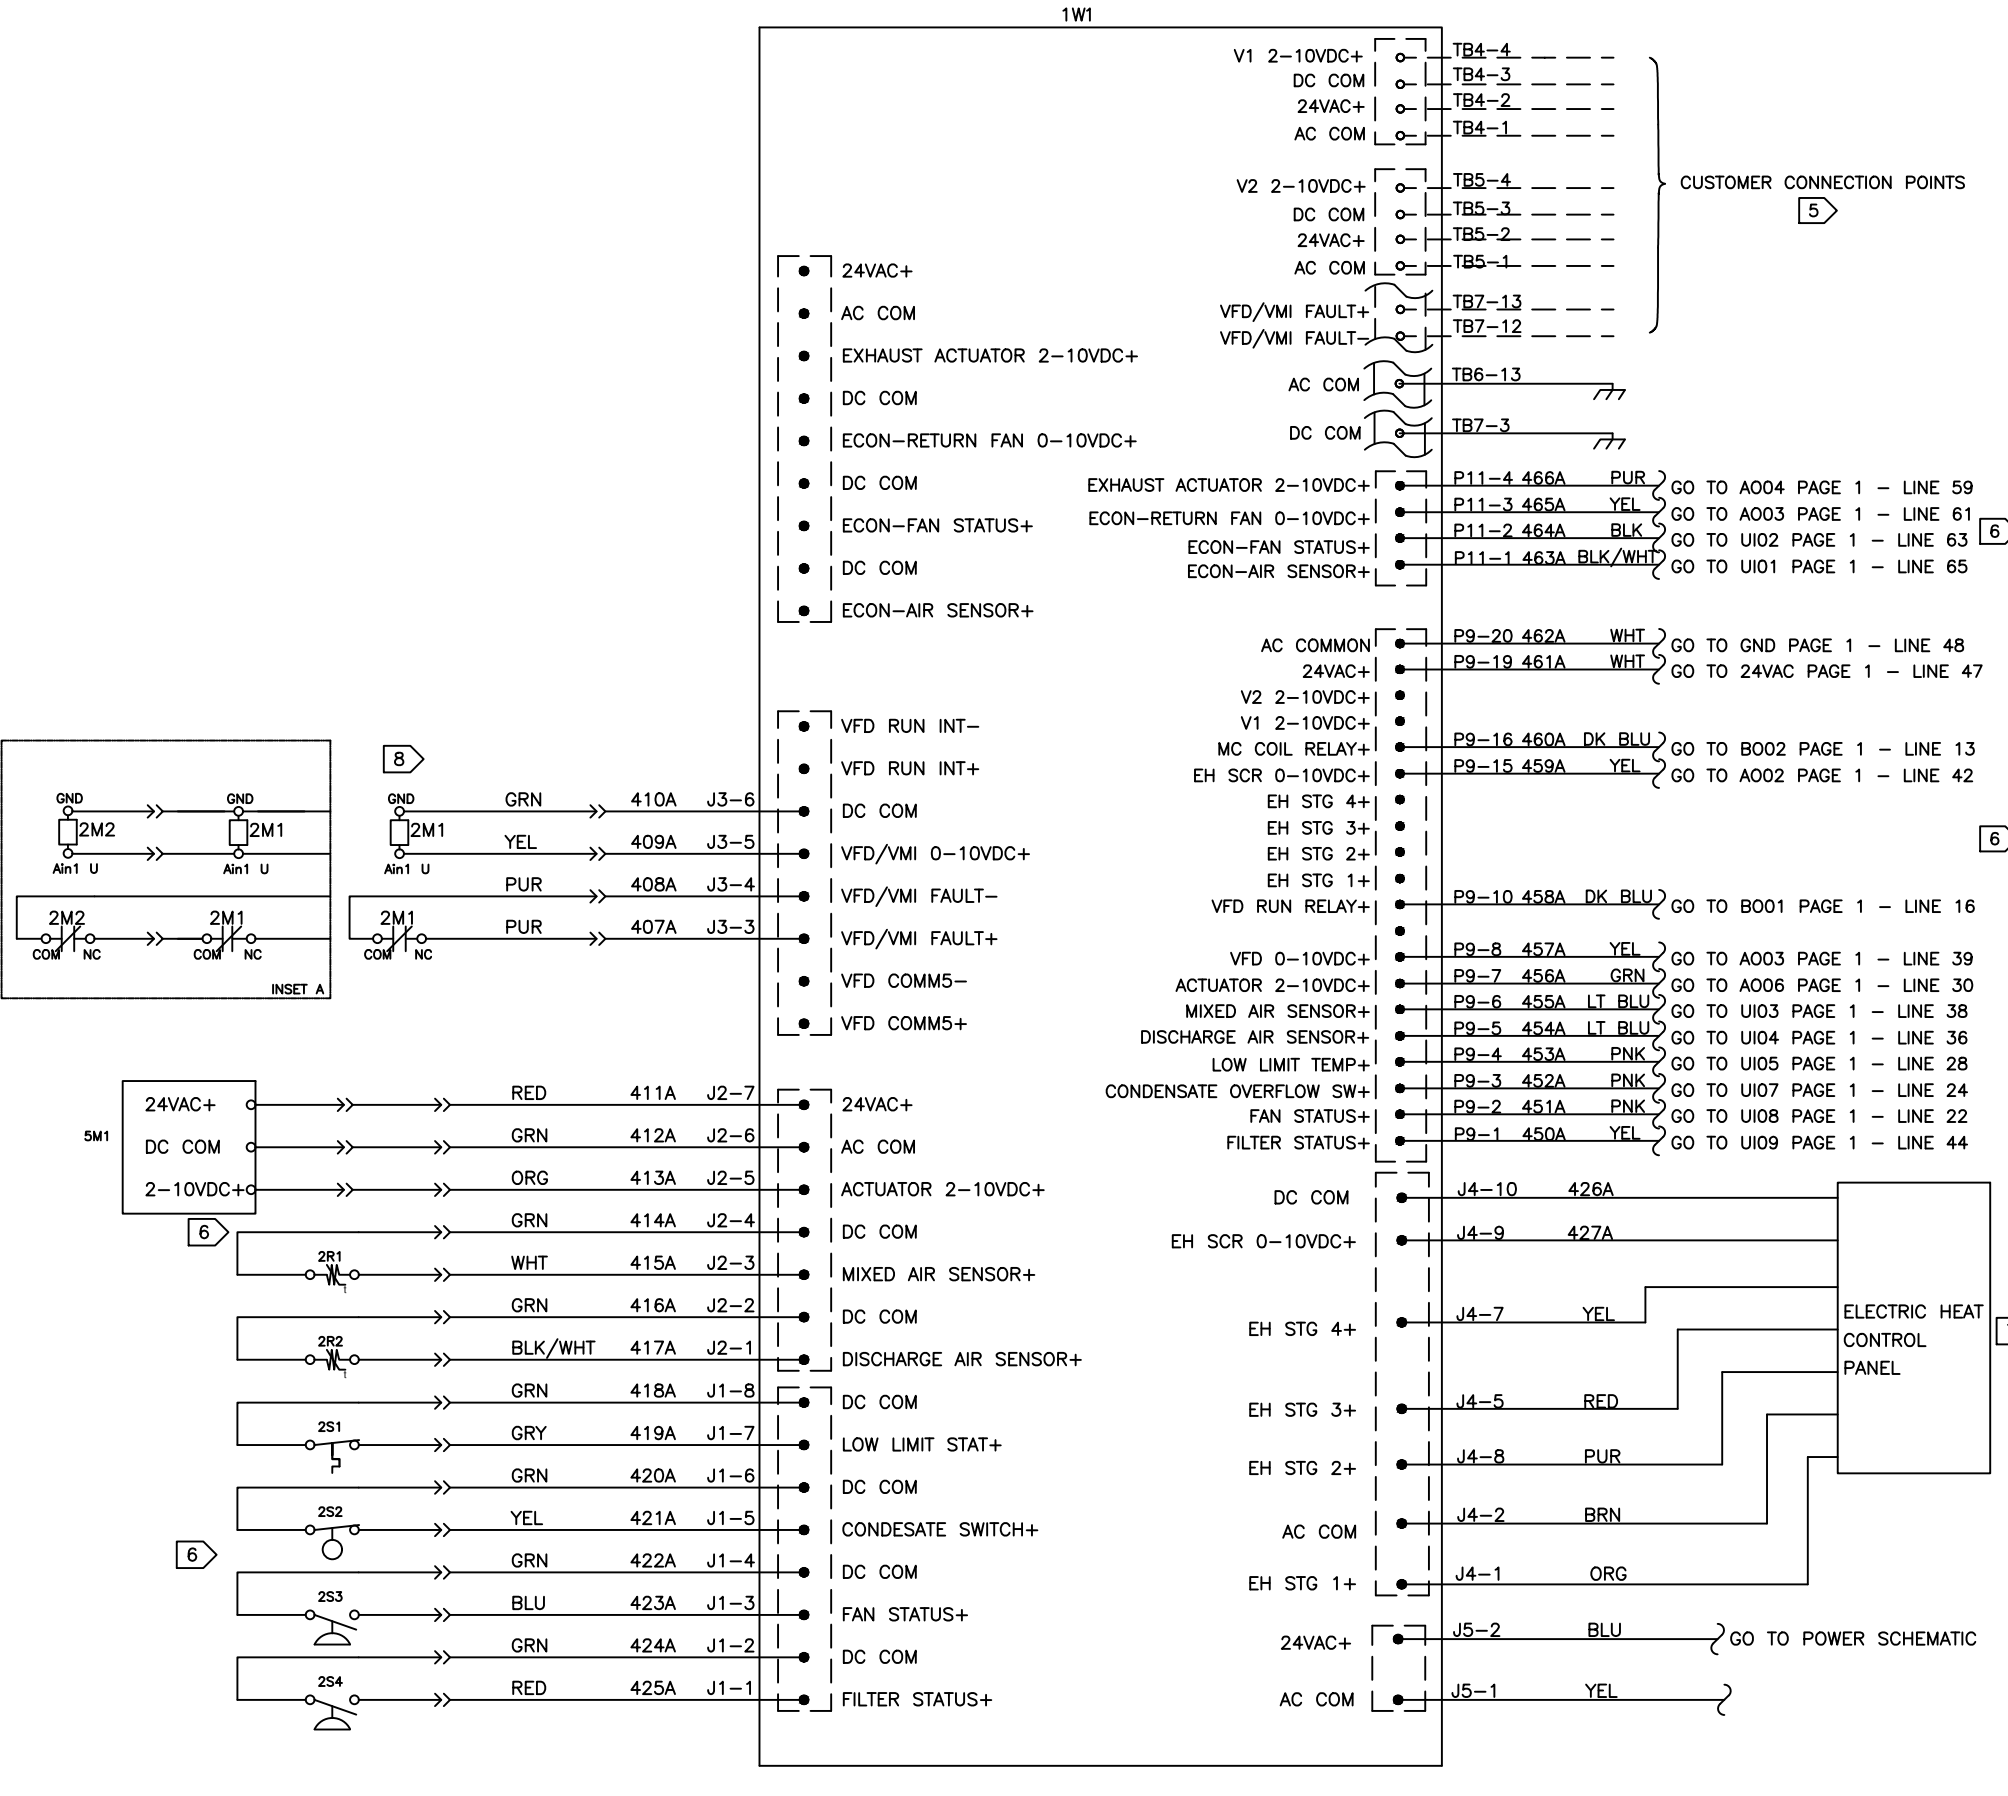 1W1
V1 2-10VDC+ TB4-4
DC COM TB4-3
24VAC+ TB4-2
AC COM TB4-1
V2 2-10VDC+ TB5-4
DC COM TB5-3
24VAC+ TB5-2
AC COM TB5-1
VFD/VMI FAULT+ TB7-13
VFD/VMI FAULT- TB7-12
CUSTOMER CONNECTION POINTS
5
AC COM TB6-13
DC COM TB7-3
24VAC+
AC COM
EXHAUST ACTUATOR 2-10VDC+
DC COM
ECON-RETURN FAN 0-10VDC+
DC COM
ECON-FAN STATUS+
DC COM
ECON-AIR SENSOR+
EXHAUST ACTUATOR 2-10VDC+ P11-4 466A PUR GO TO AO04 PAGE 1 - LINE 59
ECON-RETURN FAN 0-10VDC+ P11-3 465A YEL GO TO AO03 PAGE 1 - LINE 61
ECON-FAN STATUS+ P11-2 464A BLK GO TO UI02 PAGE 1 - LINE 63
6
ECON-AIR SENSOR+ P11-1 463A BLK/WHT GO TO UI01 PAGE 1 - LINE 65
AC COMMON P9-20 462A WHT GO TO GND PAGE 1 - LINE 48
24VAC+ P9-19 461A WHT GO TO 24VAC PAGE 1 - LINE 47
V2 2-10VDC+
V1 2-10VDC+
MC COIL RELAY+ P9-16 460A DK BLU GO TO BO02 PAGE 1 - LINE 13
EH SCR 0-10VDC+ P9-15 459A YEL GO TO AO02 PAGE 1 - LINE 42
EH STG 4+
EH STG 3+
6
EH STG 2+
EH STG 1+
VFD RUN RELAY+ P9-10 458A DK BLU GO TO BO01 PAGE 1 - LINE 16
VFD 0-10VDC+ P9-8 457A YEL GO TO AO03 PAGE 1 - LINE 39
ACTUATOR 2-10VDC+ P9-7 456A GRN GO TO AO06 PAGE 1 - LINE 30
MIXED AIR SENSOR+ P9-6 455A LT BLU GO TO UI03 PAGE 1 - LINE 38
DISCHARGE AIR SENSOR+ P9-5 454A LT BLU GO TO UI04 PAGE 1 - LINE 36
LOW LIMIT TEMP+ P9-4 453A PNK GO TO UI05 PAGE 1 - LINE 28
CONDENSATE OVERFLOW SW+ P9-3 452A PNK GO TO UI07 PAGE 1 - LINE 24
FAN STATUS+ P9-2 451A PNK GO TO UI08 PAGE 1 - LINE 22
FILTER STATUS+ P9-1 450A YEL GO TO UI09 PAGE 1 - LINE 44
VFD RUN INT-
8
VFD RUN INT+
GND GND GND GRN 410A J3-6 DC COM
2M2 2M1 2M1
YEL 409A J3-5 VFD/VMI 0-10VDC+
Ain1 U Ain1 U Ain1 U
PUR 408A J3-4 VFD/VMI FAULT-
2M2 2M1 2M1 PUR 407A J3-3 VFD/VMI FAULT+
COM NC COM NC COM NC
INSET A
VFD COMM5-
VFD COMM5+
5M1
24VAC+ RED 411A J2-7 24VAC+
DC COM GRN 412A J2-6 AC COM
2-10VDC+ ORG 413A J2-5 ACTUATOR 2-10VDC+
6
GRN 414A J2-4 DC COM
2R1 WHT 415A J2-3 MIXED AIR SENSOR+
t
GRN 416A J2-2 DC COM
2R2 BLK/WHT 417A J2-1 DISCHARGE AIR SENSOR+
t
GRN 418A J1-8 DC COM
2S1 GRY 419A J1-7 LOW LIMIT STAT+
GRN 420A J1-6 DC COM
2S2 YEL 421A J1-5 CONDESATE SWITCH+
6
GRN 422A J1-4 DC COM
2S3 BLU 423A J1-3 FAN STATUS+
GRN 424A J1-2 DC COM
2S4 RED 425A J1-1 FILTER STATUS+
DC COM J4-10 426A
EH SCR 0-10VDC+ J4-9 427A
EH STG 4+ J4-7 YEL
EH STG 3+ J4-5 RED
EH STG 2+ J4-8 PUR
AC COM J4-2 BRN
EH STG 1+ J4-1 ORG
ELECTRIC HEAT
CONTROL
PANEL
24VAC+ J5-2 BLU GO TO POWER SCHEMATIC
AC COM J5-1 YEL